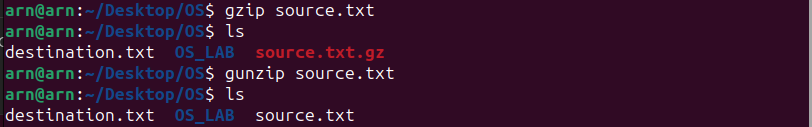 arn@arn:~/Desktop/OS$ gzip source.txt
arn@arn:~/Desktop/OS$ ls
destination.txt  OS_LAB  source.txt.gz
arn@arn:~/Desktop/OS$ gunzip source.txt
arn@arn:~/Desktop/OS$ ls
destination.txt  OS_LAB  source.txt